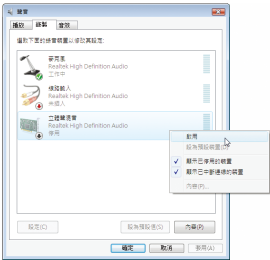 聲音
播放 錄製 音效
選取下面的錄音裝置以修改其設定:
麥克風
Realtek High Definition Audio
工作中
線路輸入
Realtek High Definition Audio
未插入
立體聲混音
Realtek High Definition Audio
停用
啟用
設為預設裝置(D)
顯示已停用的裝置
顯示已中斷連線的裝置
內容(P)...
設定(C)
設為預設值(S)
內容(P)
確定
取消
套用(A)